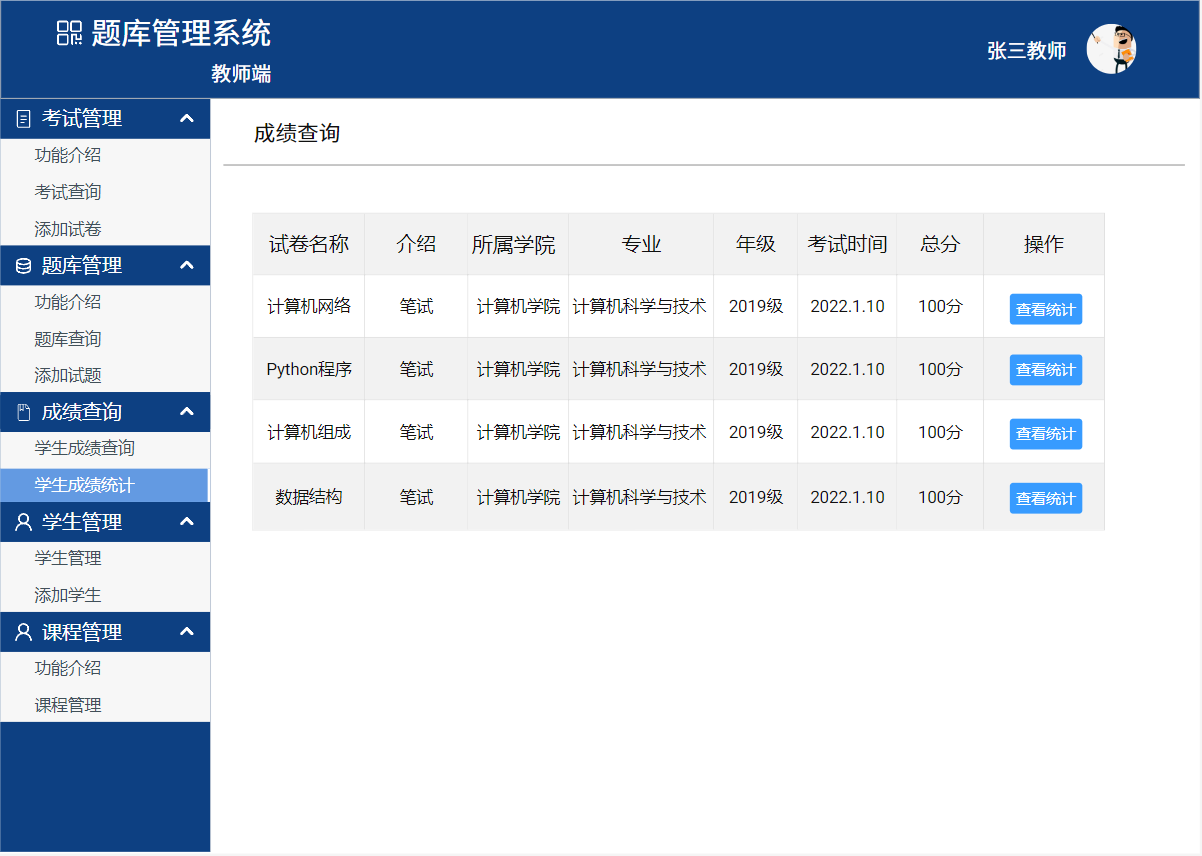 题库管理系统
教师端
张三教师
考试管理
功能介绍
考试查询
添加试卷
题库管理
功能介绍
题库查询
添加试题
成绩查询
学生成绩查询
学生成绩统计
学生管理
学生管理
添加学生
课程管理
功能介绍
课程管理
成绩查询
试卷名称 介绍 所属学院 专业 年级 考试时间 总分 操作
计算机网络 笔试 计算机学院 计算机科学与技术 2019级 2022.1.10 100分 查看统计
Python程序 笔试 计算机学院 计算机科学与技术 2019级 2022.1.10 100分 查看统计
计算机组成 笔试 计算机学院 计算机科学与技术 2019级 2022.1.10 100分 查看统计
数据结构 笔试 计算机学院 计算机科学与技术 2019级 2022.1.10 100分 查看统计